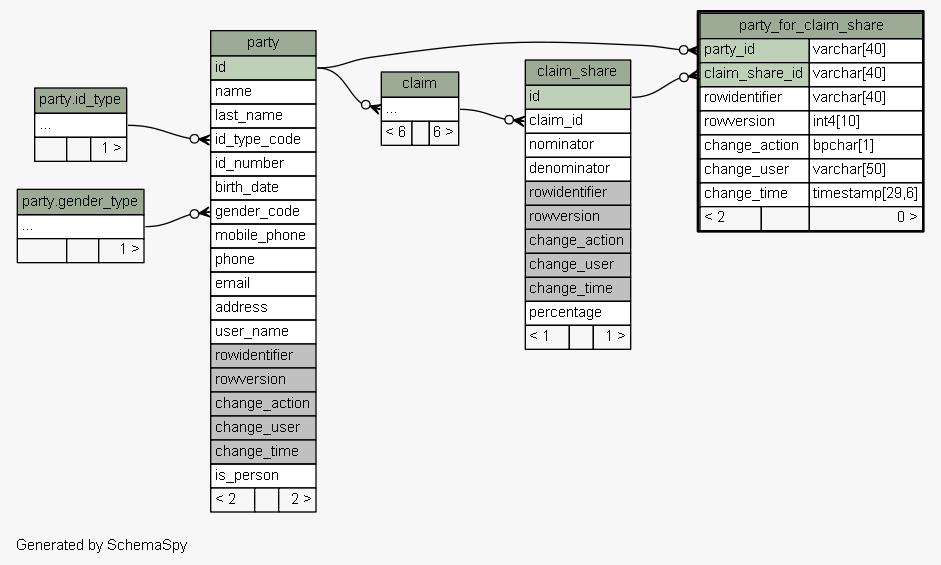 party.id_type
...
1 >
party.gender_type
...
1 >
party
id
name
last_name
id_type_code
id_number
birth_date
gender_code
mobile_phone
phone
email
address
user_name
rowidentifier
rowversion
change_action
change_user
change_time
is_person
< 2 2 >
claim
...
< 6 6 >
claim_share
id
claim_id
nominator
denominator
rowidentifier
rowversion
change_action
change_user
change_time
percentage
< 1 1 >
party_for_claim_share
party_id varchar[40]
claim_share_id varchar[40]
rowidentifier varchar[40]
rowversion int4[10]
change_action bpchar[1]
change_user varchar[50]
change_time timestamp[29,6]
< 2 0 >
Generated by SchemaSpy